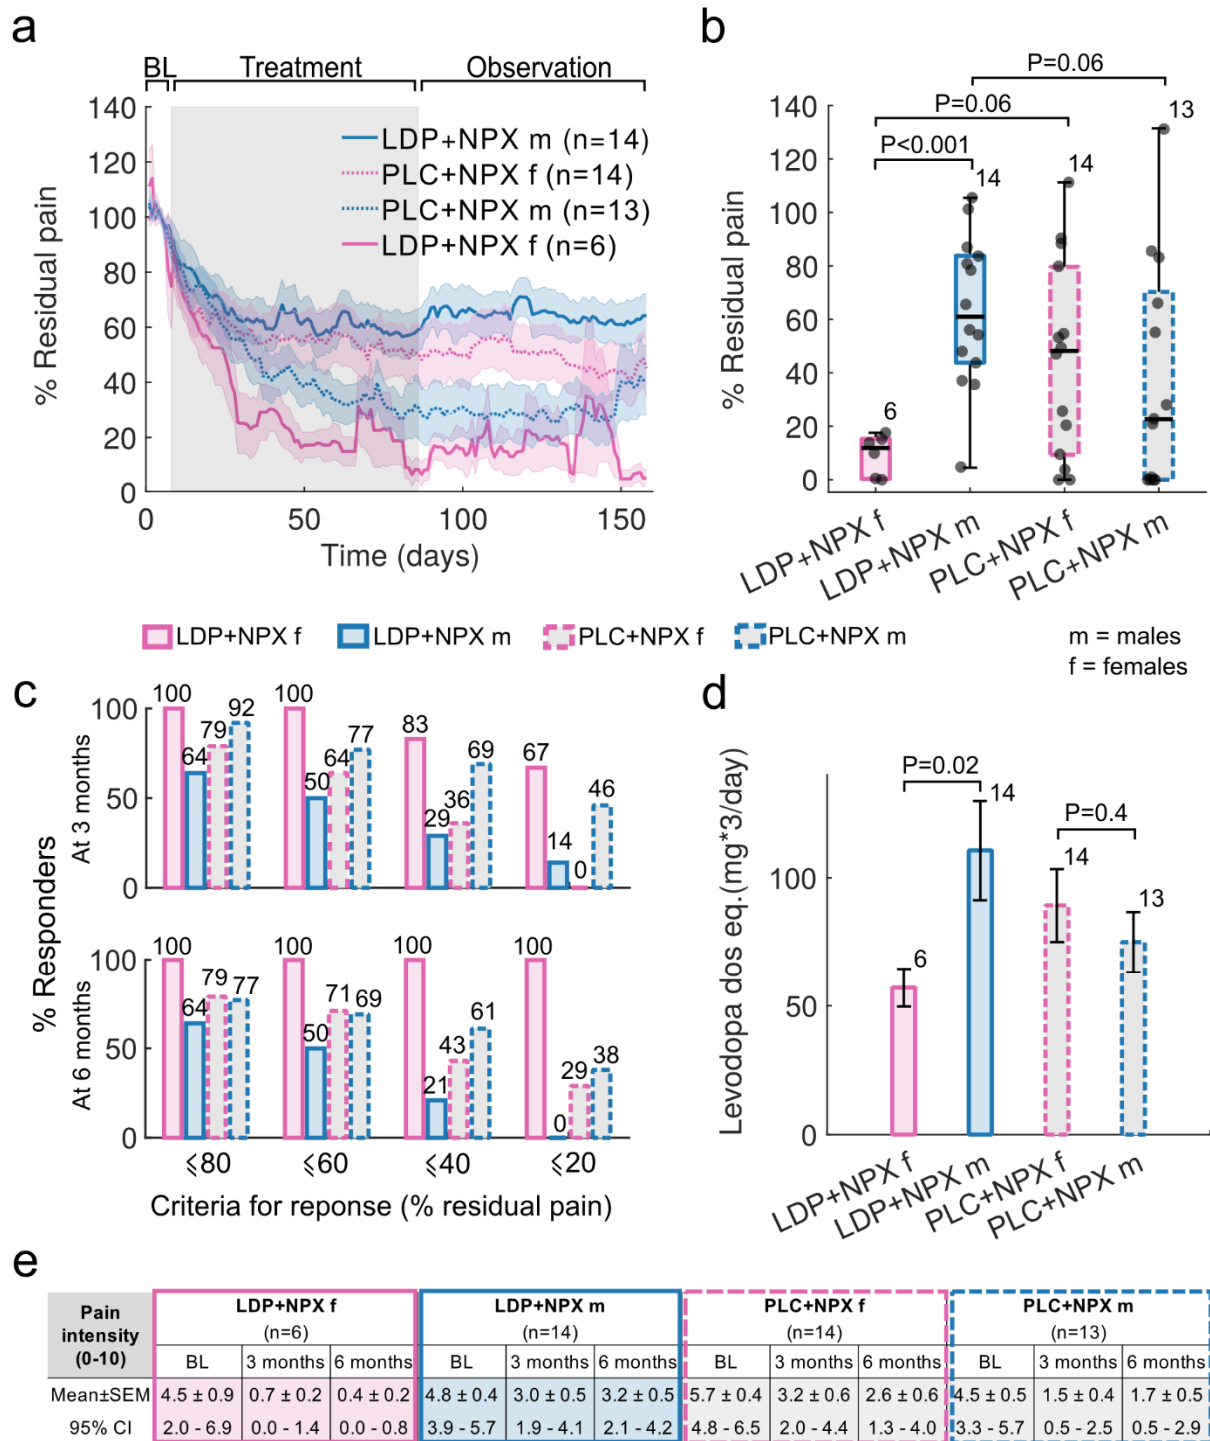 a
BL Treatment Observation
140
120
100
80
60
40
20
0
% Residual pain
LDP+NPX m (n=14)
PLC+NPX f (n=14)
PLC+NPX m (n=13)
LDP+NPX f (n=6)
0 50 100 150
Time (days)
b
P=0.06
P=0.06
P<0.001
140
120
100
80
60
40
20
0
% Residual pain
6 14 14 13
LDP+NPX f
LDP+NPX m
PLC+NPX f
PLC+NPX m
LDP+NPX f LDP+NPX m PLC+NPX f PLC+NPX m
m = males
f = females
c
% Responders
At 3 months
100
50
0
100 64 79 92
100 50 64 77
83 29 36 69
67 14 0 46
At 6 months
100
50
0
100 64 79 77
100 50 71 69
100 21 43 61
100 0 29 38
⩽80 ⩽60 ⩽40 ⩽20
Criteria for reponse (% residual pain)
d
Levodopa dos eq.(mg*3/day)
100
50
0
P=0.02
P=0.4
6 14 14 13
LDP+NPX f
LDP+NPX m
PLC+NPX f
PLC+NPX m
e
Pain intensity (0-10) LDP+NPX f (n=6) LDP+NPX m (n=14) PLC+NPX f (n=14) PLC+NPX m (n=13)
BL 3 months 6 months BL 3 months 6 months BL 3 months 6 months BL 3 months 6 months
Mean±SEM 4.5 ± 0.9 0.7 ± 0.2 0.4 ± 0.2 4.8 ± 0.4 3.0 ± 0.5 3.2 ± 0.5 5.7 ± 0.4 3.2 ± 0.6 2.6 ± 0.6 4.5 ± 0.5 1.5 ± 0.4 1.7 ± 0.5
95% CI 2.0 - 6.9 0.0 - 1.4 0.0 - 0.8 3.9 - 5.7 1.9 - 4.1 2.1 - 4.2 4.8 - 6.5 2.0 - 4.4 1.3 - 4.0 3.3 - 5.7 0.5 - 2.5 0.5 - 2.9